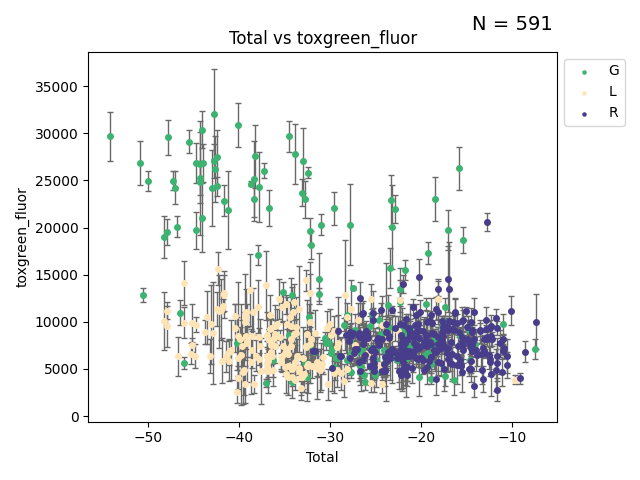 N = 591
Total vs toxgreen_fluor
G
L
R
35000
30000
25000
20000
15000
10000
5000
0
toxgreen_fluor
−50 −40 −30 −20 −10
Total